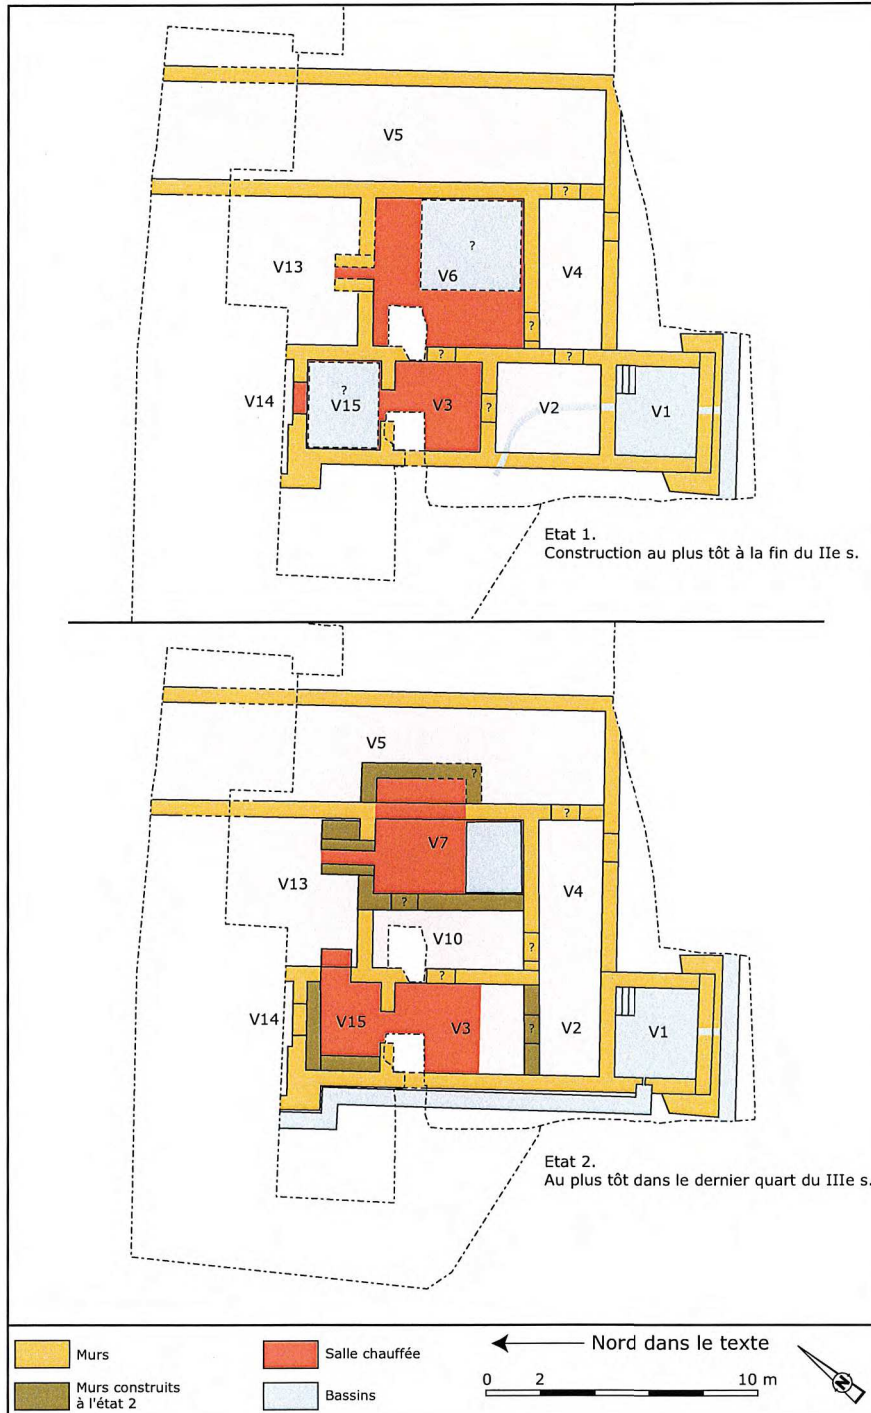 V5
?
?
V13
V6
V4
?
?
?
?
V14
V15
V3
?
V2
V1
Etat 1.
Construction au plus tôt à la fin du IIe s.
V5
?
?
V7
V13
V4
V10
?
?
V14
V15
V3
?
V2
V1
?
Etat 2.
Au plus tôt dans le dernier quart du IIIe s.
Murs
Salle chauffée
Nord dans le texte
Murs construits
à l'état 2
Bassins
0 2 10 m
N